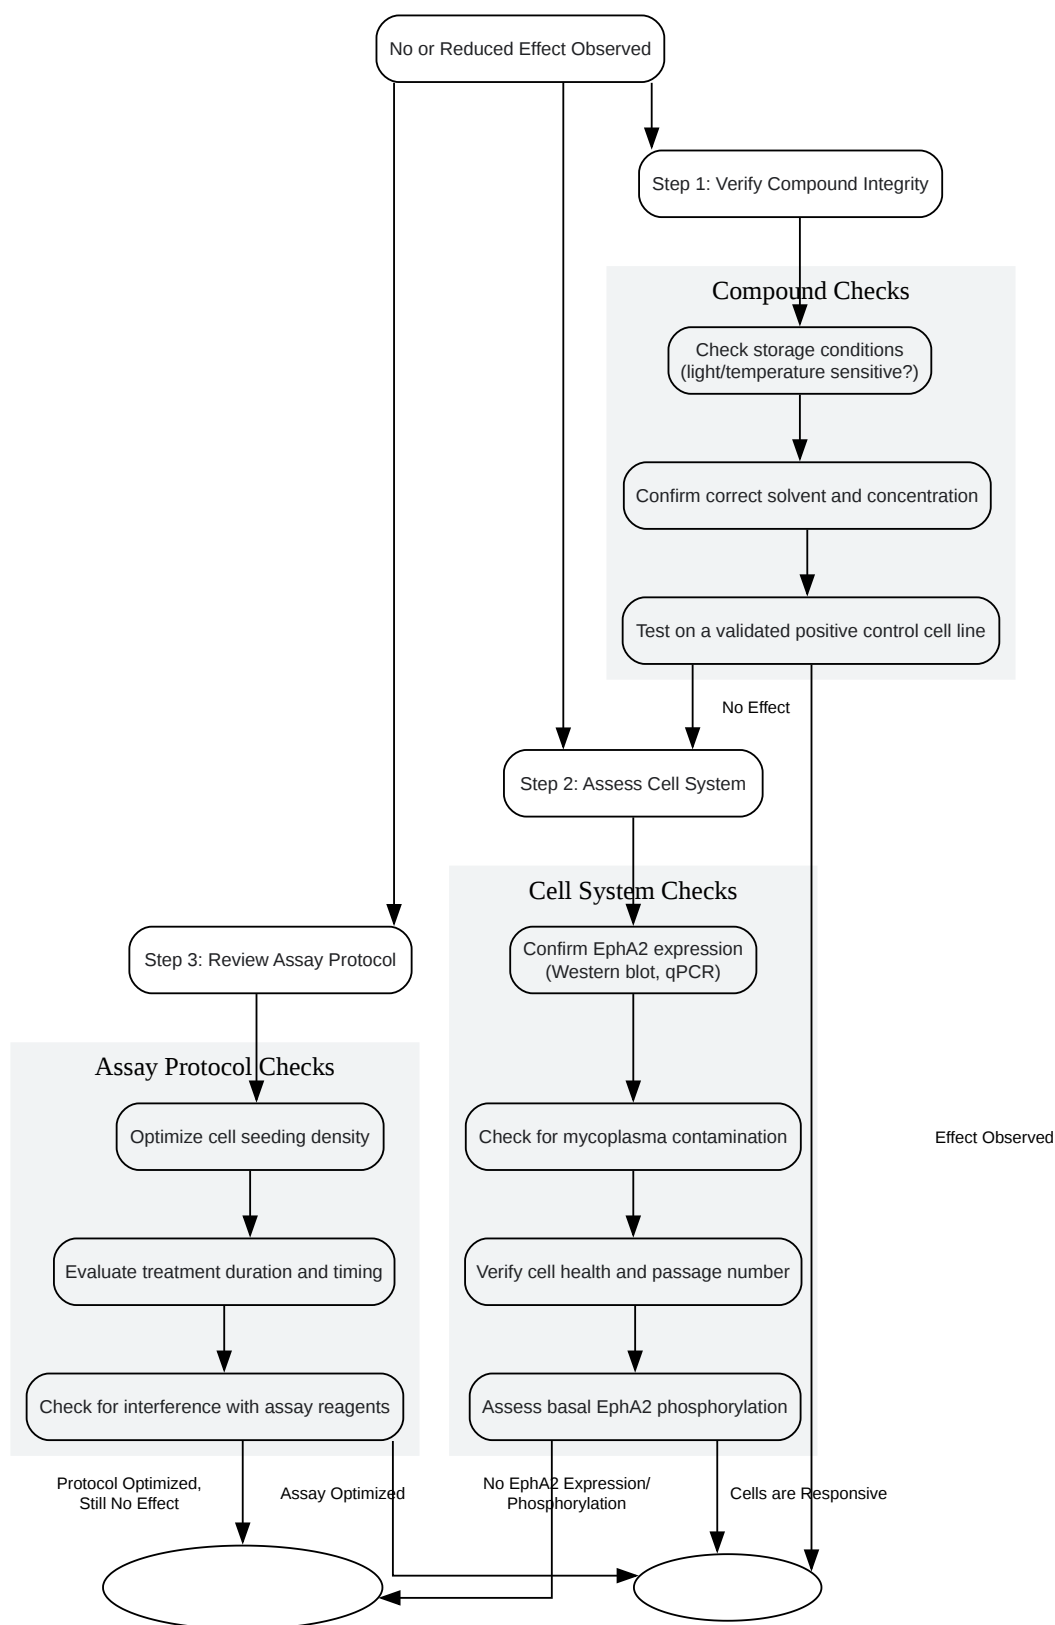 No or Reduced Effect Observed
Step 1: Verify Compound Integrity
Compound Checks
Check storage conditions
(light/temperature sensitive?)
Confirm correct solvent and concentration
Test on a validated positive control cell line
No Effect
Step 2: Assess Cell System
Cell System Checks
Confirm EphA2 expression
(Western blot, qPCR)
Step 3: Review Assay Protocol
Assay Protocol Checks
Optimize cell seeding density
Check for mycoplasma contamination
Effect Observed
Evaluate treatment duration and timing
Verify cell health and passage number
Check for interference with assay reagents
Assess basal EphA2 phosphorylation
Protocol Optimized,
Still No Effect
Assay Optimized
No EphA2 Expression/
Phosphorylation
Cells are Responsive